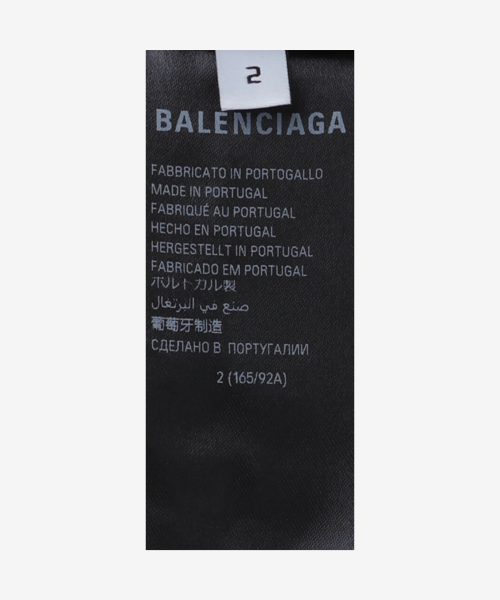 2
BALENCIAGA
FABBRICATO IN PORTOGALLO
MADE IN PORTUGAL
FABRIQUÉ AU PORTUGAL
HECHO EN PORTUGAL
HERGESTELLT IN PORTUGAL
FABRICADO EM PORTUGAL
ポルトガル製
صنع في البرتغال
葡萄牙制造
СДЕЛАНО В ПОРТУГАЛИИ
2 (165/92A)